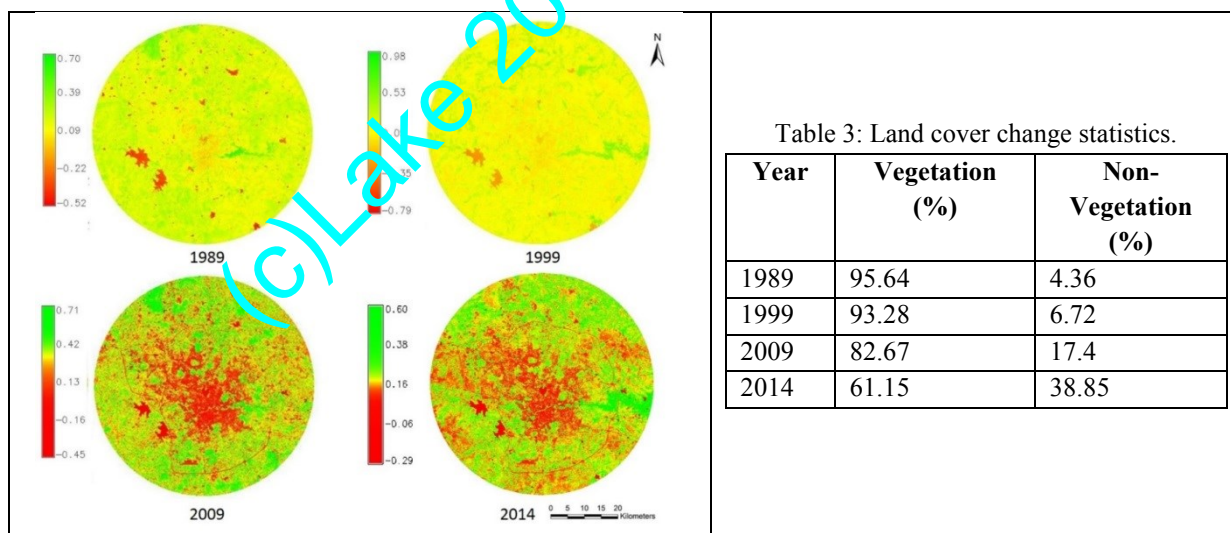 0.70
0.39
0.09
-0.22
-0.52
1989
0.98
0.53
-0.79
1999
N
0.71
0.42
0.13
-0.16
-0.45
2009
0.60
0.38
0.16
-0.06
-0.29
2014
0 5 10 15 20
Kilometers
(c)Lake 20
Table 3: Land cover change statistics.
Year Vegetation (%) Non-Vegetation (%)
1989 95.64 4.36
1999 93.28 6.72
2009 82.67 17.4
2014 61.15 38.85